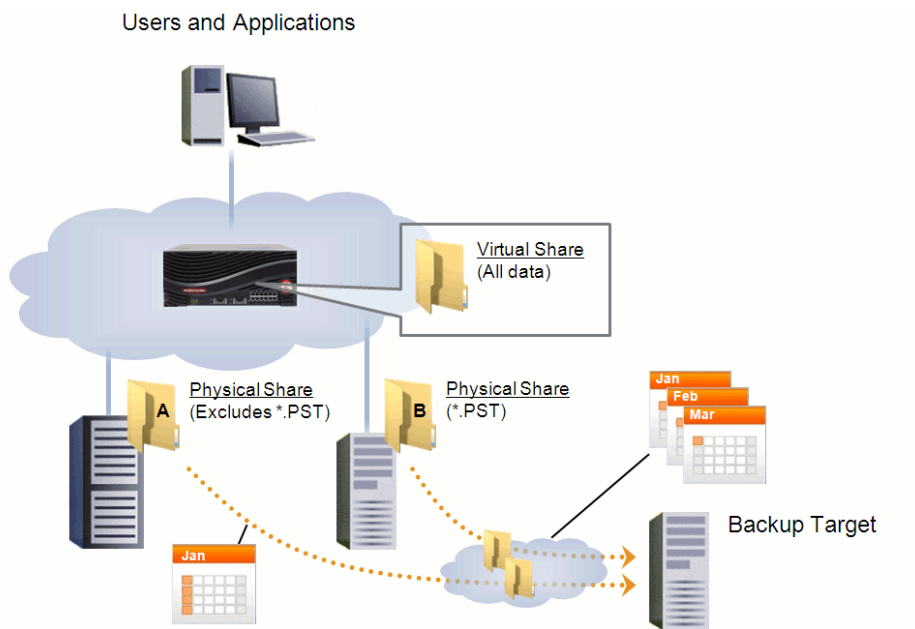 Users and Applications
Virtual Share
(All data)
A
Physical Share
(Excludes *.PST)
B
Physical Share
(*.PST)
Jan
Feb
Mar
Backup Target
Jan